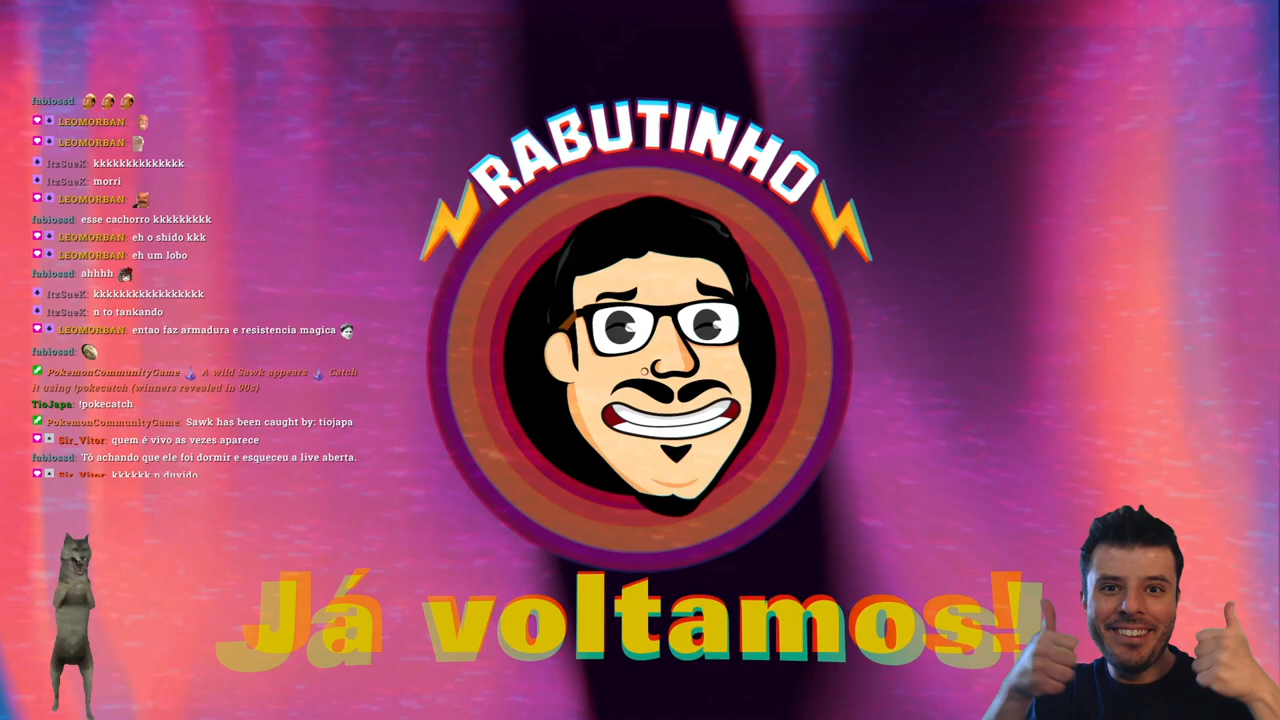 RABUTINHO
fabiossd:
LEOMORBAN:
LEOMORBAN:
ItzSueK: kkkkkkkkkkkkkk
ItzSueK: morri
LEOMORBAN:
fabiossd: esse cachorro kkkkkkkkk
LEOMORBAN: eh o shido kkk
LEOMORBAN: eh um lobo
fabiossd: ahhhh
ItzSueK: kkkkkkkkkkkkkkkkk
ItzSueK: n to tankando
LEOMORBAN: entao faz armadura e resistencia magica
fabiossd:
PokemonCommunityGame A wild Sawk appears Catch
it using !pokecatch (winners revealed in 90s)
TioJapa: !pokecatch
PokemonCommunityGame: Sawk has been caught by: tiojapa
Sir_Vitor: quem é vivo as vezes aparece
fabiossd: Tô achando que ele foi dormir e esqueceu a live aberta.
Sir_Vitor: kkkkkk n duvido
Já voltamos!